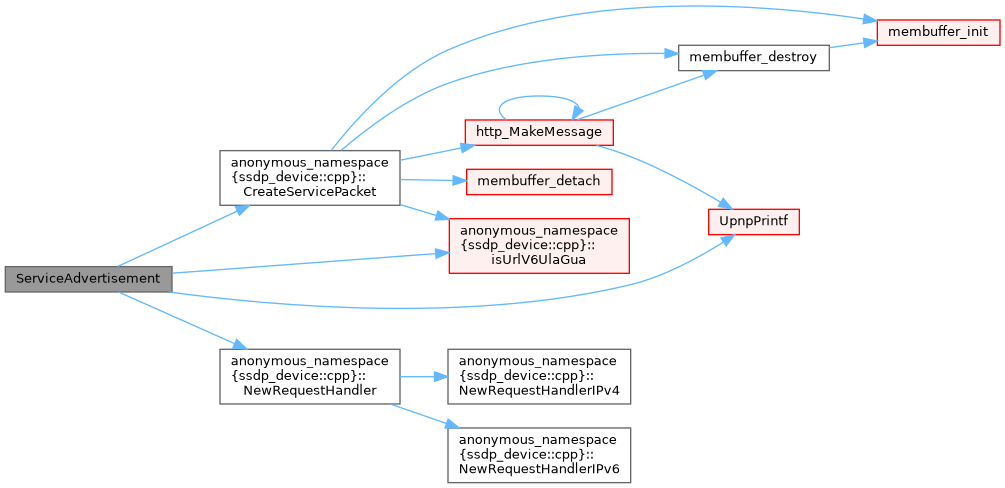 membuffer_init
membuffer_destroy
http_MakeMessage
anonymous_namespace
{ssdp_device::cpp}::
CreateServicePacket
membuffer_detach
UpnpPrintf
anonymous_namespace
{ssdp_device::cpp}::
isUrlV6UlaGua
ServiceAdvertisement
anonymous_namespace
{ssdp_device::cpp}::
NewRequestHandler
anonymous_namespace
{ssdp_device::cpp}::
NewRequestHandlerIPv4
anonymous_namespace
{ssdp_device::cpp}::
NewRequestHandlerIPv6